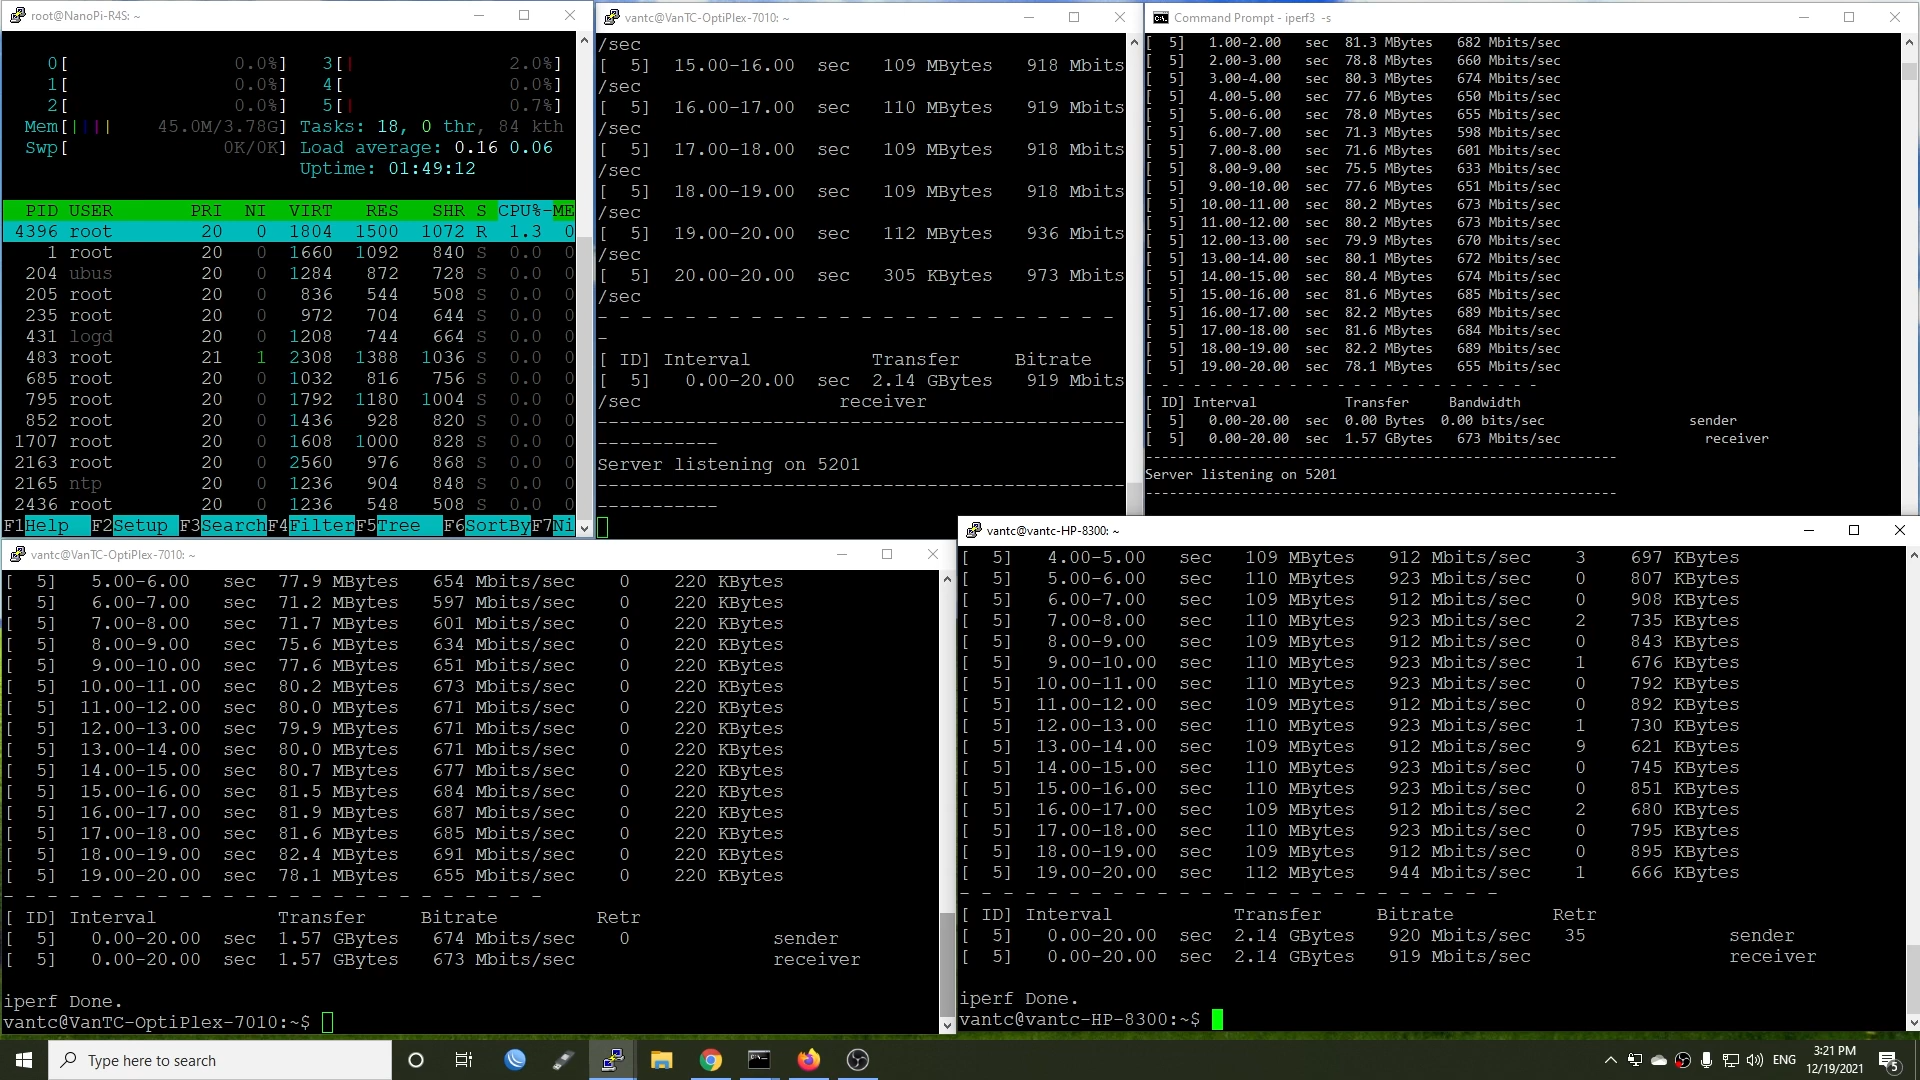 root@NanoPi-R4S: ~
0[ 0.0%] 3[| 2.0%]
1[ 0.0%] 4[ 0.0%]
2[ 0.0%] 5[| 0.7%]
Mem[|||| 45.0M/3.78G] Tasks: 18, 0 thr, 84 kth
Swp[ 0K/0K] Load average: 0.16 0.06
Uptime: 01:49:12
PID USER PRI NI VIRT RES SHR S CPU%-ME
4396 root 20 0 1804 1500 1072 R 1.3 0
1 root 20 0 1660 1092 840 S 0.0 0
204 ubus 20 0 1284 872 728 S 0.0 0
205 root 20 0 836 544 508 S 0.0 0
235 root 20 0 972 704 644 S 0.0 0
431 logd 20 0 1208 744 664 S 0.0 0
483 root 21 1 2308 1388 1036 S 0.0 0
685 root 20 0 1032 816 756 S 0.0 0
795 root 20 0 1792 1180 1004 S 0.0 0
852 root 20 0 1436 928 820 S 0.0 0
1707 root 20 0 1608 1000 828 S 0.0 0
2163 root 20 0 2560 976 868 S 0.0 0
2165 ntp 20 0 1236 904 848 S 0.0 0
2436 root 20 0 1236 548 508 S 0.0 0
F1Help F2Setup F3SearchF4FilterF5Tree F6SortByF7Ni
vantc@VanTC-OptiPlex-7010: ~
/sec
[ 5] 15.00-16.00 sec 109 MBytes 918 Mbits
/sec
[ 5] 16.00-17.00 sec 110 MBytes 919 Mbits
/sec
[ 5] 17.00-18.00 sec 109 MBytes 918 Mbits
/sec
[ 5] 18.00-19.00 sec 109 MBytes 918 Mbits
/sec
[ 5] 19.00-20.00 sec 112 MBytes 936 Mbits
/sec
[ 5] 20.00-20.00 sec 305 KBytes 973 Mbits
/sec
- - - - - - - - - - - - - - - - - - - - - - - -
-
[ ID] Interval Transfer Bitrate
[ 5] 0.00-20.00 sec 2.14 GBytes 919 Mbits
/sec receiver
-----------------------------------------------
-----------
Server listening on 5201
-----------------------------------------------
-----------
Command Prompt - iperf3 -s
[ 5] 1.00-2.00 sec 81.3 MBytes 682 Mbits/sec
[ 5] 2.00-3.00 sec 78.8 MBytes 660 Mbits/sec
[ 5] 3.00-4.00 sec 80.3 MBytes 674 Mbits/sec
[ 5] 4.00-5.00 sec 77.6 MBytes 650 Mbits/sec
[ 5] 5.00-6.00 sec 78.0 MBytes 655 Mbits/sec
[ 5] 6.00-7.00 sec 71.3 MBytes 598 Mbits/sec
[ 5] 7.00-8.00 sec 71.6 MBytes 601 Mbits/sec
[ 5] 8.00-9.00 sec 75.5 MBytes 633 Mbits/sec
[ 5] 9.00-10.00 sec 77.6 MBytes 651 Mbits/sec
[ 5] 10.00-11.00 sec 80.2 MBytes 673 Mbits/sec
[ 5] 11.00-12.00 sec 80.2 MBytes 673 Mbits/sec
[ 5] 12.00-13.00 sec 79.9 MBytes 670 Mbits/sec
[ 5] 13.00-14.00 sec 80.1 MBytes 672 Mbits/sec
[ 5] 14.00-15.00 sec 80.4 MBytes 674 Mbits/sec
[ 5] 15.00-16.00 sec 81.6 MBytes 685 Mbits/sec
[ 5] 16.00-17.00 sec 82.2 MBytes 689 Mbits/sec
[ 5] 17.00-18.00 sec 81.6 MBytes 684 Mbits/sec
[ 5] 18.00-19.00 sec 82.2 MBytes 689 Mbits/sec
[ 5] 19.00-20.00 sec 78.1 MBytes 655 Mbits/sec
- - - - - - - - - - - - - - - - - - - - - - - - -
[ ID] Interval Transfer Bandwidth
[ 5] 0.00-20.00 sec 0.00 Bytes 0.00 bits/sec sender
[ 5] 0.00-20.00 sec 1.57 GBytes 673 Mbits/sec receiver
-----------------------------------------------------------
Server listening on 5201
-----------------------------------------------------------
vantc@VanTC-OptiPlex-7010: ~
[ 5] 5.00-6.00 sec 77.9 MBytes 654 Mbits/sec 0 220 KBytes
[ 5] 6.00-7.00 sec 71.2 MBytes 597 Mbits/sec 0 220 KBytes
[ 5] 7.00-8.00 sec 71.7 MBytes 601 Mbits/sec 0 220 KBytes
[ 5] 8.00-9.00 sec 75.6 MBytes 634 Mbits/sec 0 220 KBytes
[ 5] 9.00-10.00 sec 77.6 MBytes 651 Mbits/sec 0 220 KBytes
[ 5] 10.00-11.00 sec 80.2 MBytes 673 Mbits/sec 0 220 KBytes
[ 5] 11.00-12.00 sec 80.0 MBytes 671 Mbits/sec 0 220 KBytes
[ 5] 12.00-13.00 sec 79.9 MBytes 671 Mbits/sec 0 220 KBytes
[ 5] 13.00-14.00 sec 80.0 MBytes 671 Mbits/sec 0 220 KBytes
[ 5] 14.00-15.00 sec 80.7 MBytes 677 Mbits/sec 0 220 KBytes
[ 5] 15.00-16.00 sec 81.5 MBytes 684 Mbits/sec 0 220 KBytes
[ 5] 16.00-17.00 sec 81.9 MBytes 687 Mbits/sec 0 220 KBytes
[ 5] 17.00-18.00 sec 81.6 MBytes 685 Mbits/sec 0 220 KBytes
[ 5] 18.00-19.00 sec 82.4 MBytes 691 Mbits/sec 0 220 KBytes
[ 5] 19.00-20.00 sec 78.1 MBytes 655 Mbits/sec 0 220 KBytes
- - - - - - - - - - - - - - - - - - - - - - - - -
[ ID] Interval Transfer Bitrate Retr
[ 5] 0.00-20.00 sec 1.57 GBytes 674 Mbits/sec 0 sender
[ 5] 0.00-20.00 sec 1.57 GBytes 673 Mbits/sec receiver
iperf Done.
vantc@VanTC-OptiPlex-7010:~$
vantc@vantc-HP-8300: ~
[ 5] 4.00-5.00 sec 109 MBytes 912 Mbits/sec 3 697 KBytes
[ 5] 5.00-6.00 sec 110 MBytes 923 Mbits/sec 0 807 KBytes
[ 5] 6.00-7.00 sec 109 MBytes 912 Mbits/sec 0 908 KBytes
[ 5] 7.00-8.00 sec 110 MBytes 923 Mbits/sec 2 735 KBytes
[ 5] 8.00-9.00 sec 109 MBytes 912 Mbits/sec 0 843 KBytes
[ 5] 9.00-10.00 sec 110 MBytes 923 Mbits/sec 1 676 KBytes
[ 5] 10.00-11.00 sec 110 MBytes 923 Mbits/sec 0 792 KBytes
[ 5] 11.00-12.00 sec 109 MBytes 912 Mbits/sec 0 892 KBytes
[ 5] 12.00-13.00 sec 110 MBytes 923 Mbits/sec 1 730 KBytes
[ 5] 13.00-14.00 sec 109 MBytes 912 Mbits/sec 9 621 KBytes
[ 5] 14.00-15.00 sec 110 MBytes 923 Mbits/sec 0 745 KBytes
[ 5] 15.00-16.00 sec 110 MBytes 923 Mbits/sec 0 851 KBytes
[ 5] 16.00-17.00 sec 109 MBytes 912 Mbits/sec 2 680 KBytes
[ 5] 17.00-18.00 sec 110 MBytes 923 Mbits/sec 0 795 KBytes
[ 5] 18.00-19.00 sec 109 MBytes 912 Mbits/sec 0 895 KBytes
[ 5] 19.00-20.00 sec 112 MBytes 944 Mbits/sec 1 666 KBytes
- - - - - - - - - - - - - - - - - - - - - - - - -
[ ID] Interval Transfer Bitrate Retr
[ 5] 0.00-20.00 sec 2.14 GBytes 920 Mbits/sec 35 sender
[ 5] 0.00-20.00 sec 2.14 GBytes 919 Mbits/sec receiver
iperf Done.
vantc@vantc-HP-8300:~$
Type here to search
ENG
3:21 PM
12/19/2021
5